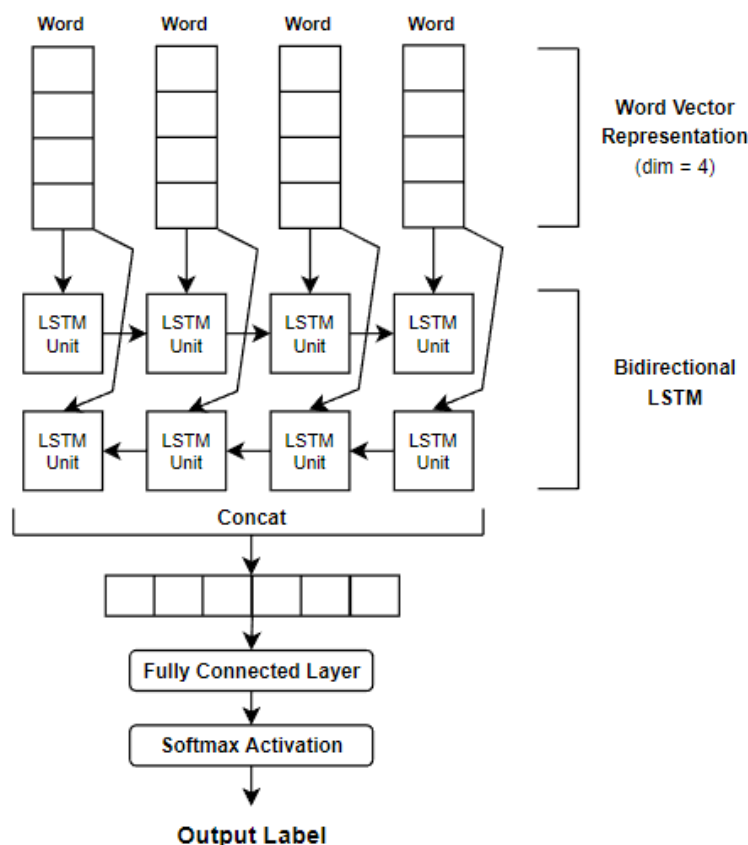 Word Word Word Word
Word Vector
Representation
(dim = 4)
LSTM LSTM LSTM LSTM
Unit Unit Unit Unit
Bidirectional
LSTM
LSTM LSTM LSTM LSTM
Unit Unit Unit Unit
Concat
Fully Connected Layer
Softmax Activation
Output Label